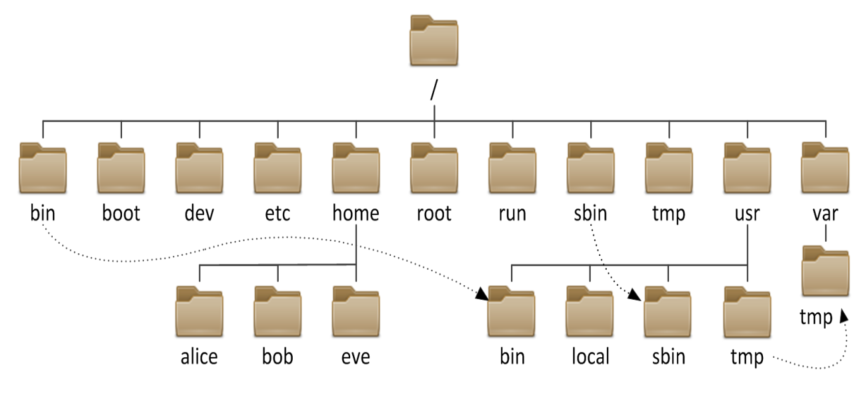 /
bin boot dev etc home root run sbin tmp usr var
tmp
alice bob eve bin local sbin tmp